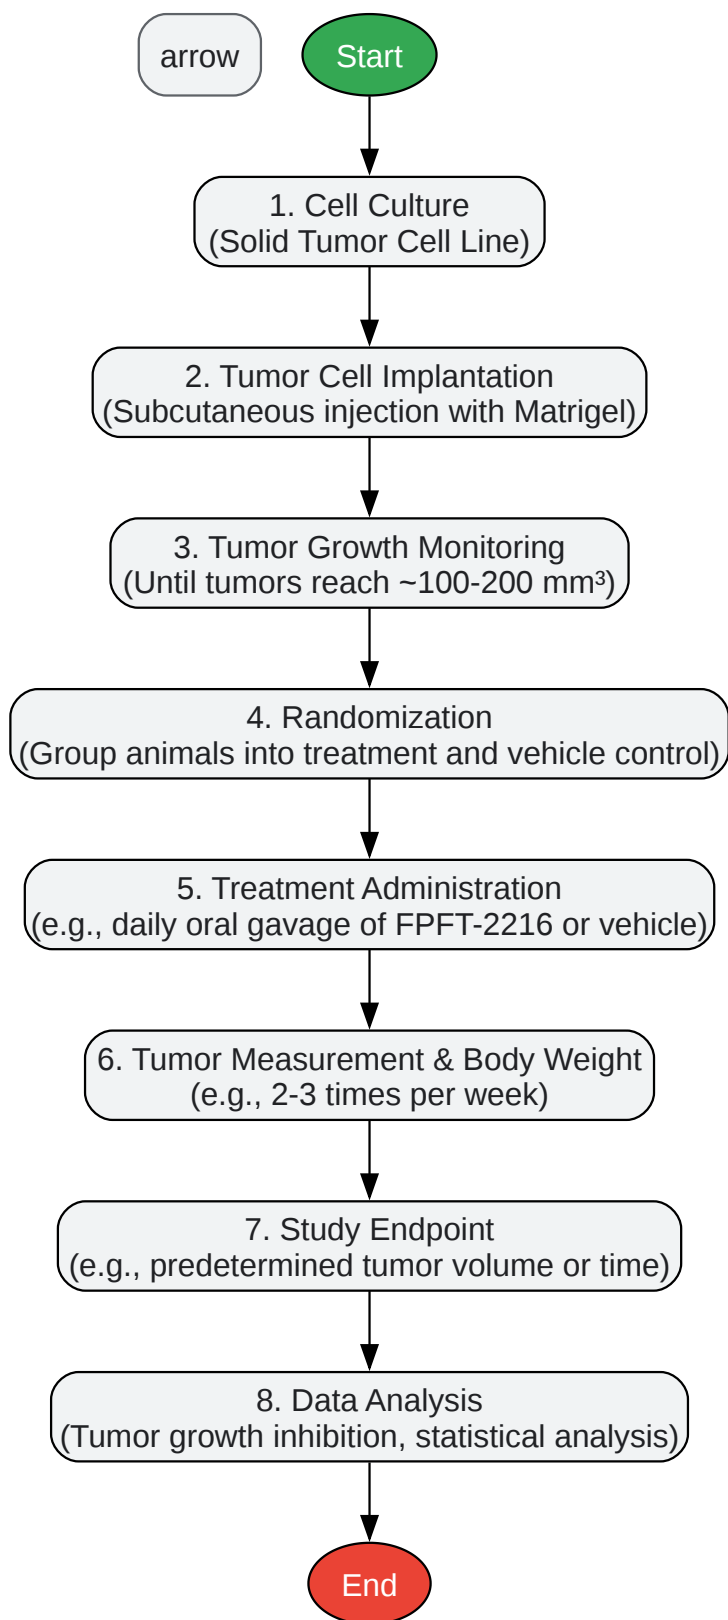 arrow
Start
1. Cell Culture
(Solid Tumor Cell Line)
2. Tumor Cell Implantation
(Subcutaneous injection with Matrigel)
3. Tumor Growth Monitoring
(Until tumors reach ~100-200 mm³)
4. Randomization
(Group animals into treatment and vehicle control)
5. Treatment Administration
(e.g., daily oral gavage of FPFT-2216 or vehicle)
6. Tumor Measurement & Body Weight
(e.g., 2-3 times per week)
7. Study Endpoint
(e.g., predetermined tumor volume or time)
8. Data Analysis
(Tumor growth inhibition, statistical analysis)
End